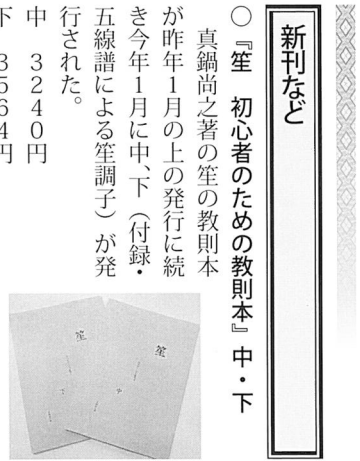 新刊など
○『笙　初心者のための教則本』中・下
真鍋尚之著の笙の教則本
が昨年1月の上の発行に続
き今年1月に中、下（付録・
五線譜による笙調子）が発
行された。
中　3240円
下　3564円
笙
笙